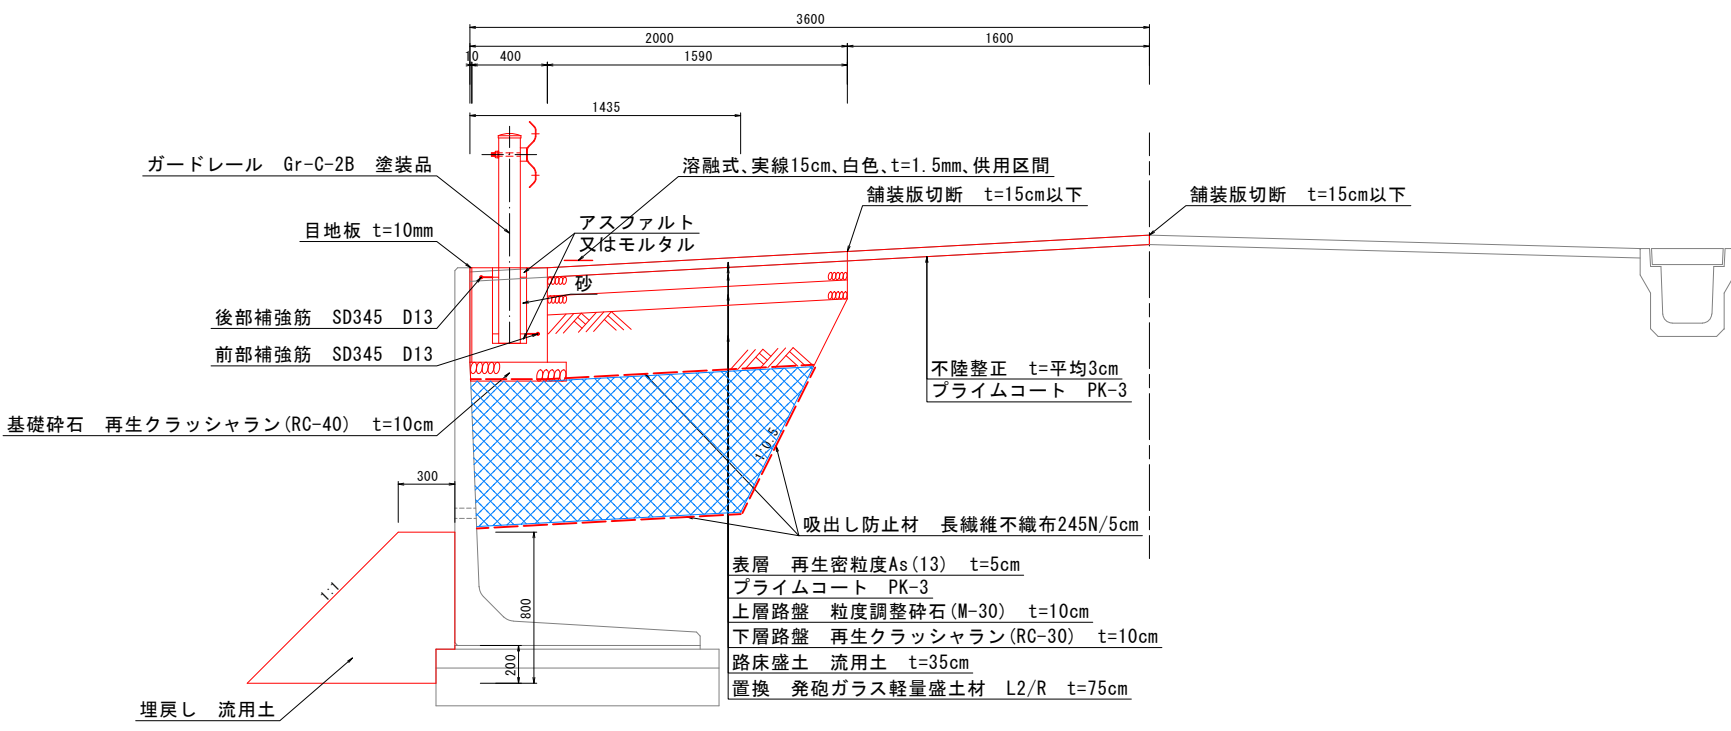 3600
2000
1600
10
400
1590
1435
ガードレール　Gr-C-2B　塗装品
溶融式、実線15cm、白色、t=1.5mm、供用区間
舗装版切断　t=15cm以下
舗装版切断　t=15cm以下
目地板 t=10mm
アスファルト
又はモルタル
砂
後部補強筋　SD345　D13
前部補強筋　SD345　D13
不陸整正　t=平均3cm
プライムコート　PK-3
基礎砕石　再生クラッシャラン(RC-40)　t=10cm
1:0.5
300
吸出し防止材　長繊維不織布245N/5cm
表層　再生密粒度As(13)　t=5cm
プライムコート　PK-3
1:1
800
上層路盤　粒度調整砕石(M-30)　t=10cm
下層路盤　再生クラッシャラン(RC-30)　t=10cm
200
路床盛土　流用土　t=35cm
置換　発泡ガラス軽量盛土材　L2/R　t=75cm
埋戻し　流用土